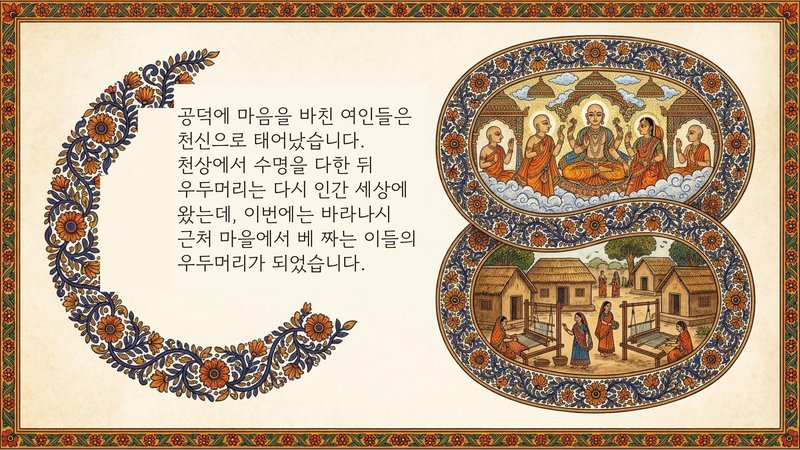 공덕에 마음을 바친 여인들은
천신으로 태어났습니다.
천상에서 수명을 다한 뒤
우두머리는 다시 인간 세상에
왔는데, 이번에는 바라나시
근처 마을에서 베 짜는 이들의
우두머리가 되었습니다.